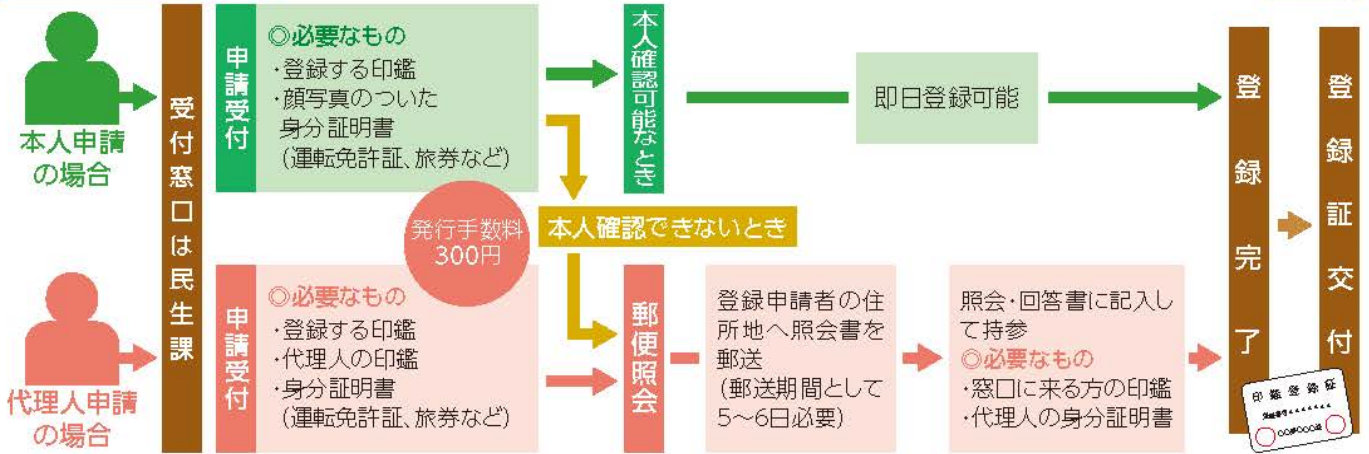 本人申請
の場合
代理人申請
の場合
受付窓口は民生課
申請受付
◎必要なもの
・登録する印鑑
・顔写真のついた
身分証明書
(運転免許証、旅券など)
本人確認可能なとき
即日登録可能
発行手数料
300円
本人確認できないとき
申請受付
◎必要なもの
・登録する印鑑
・代理人の印鑑
・身分証明書
(運転免許証、旅券など)
郵便照会
登録申請者の住
所地へ照会書を
郵送
(郵送期間として
5〜6日必要)
照会・回答書に記入し
て持参
◎必要なもの
・窓口に来る方の印鑑
・代理人の身分証明書
登録完了
登録証交付
印鑑登録証